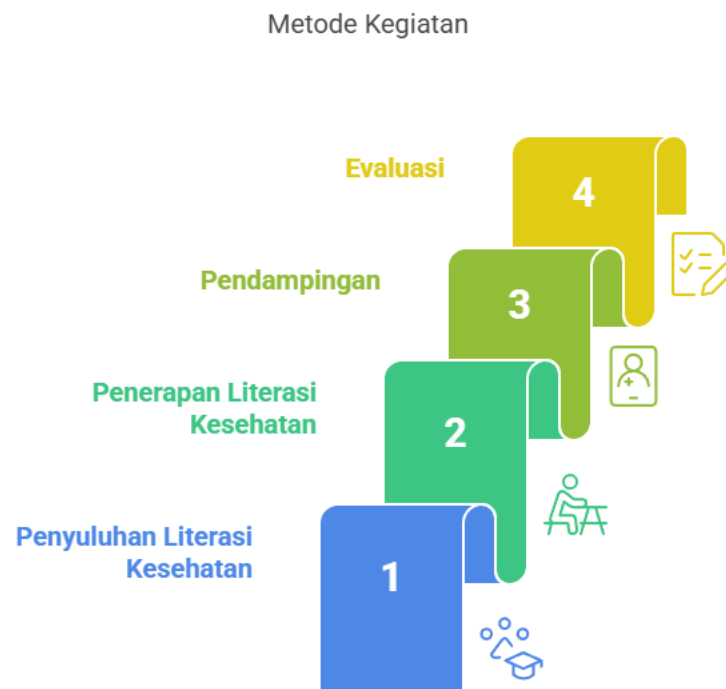 Metode Kegiatan
Evaluasi
4
Pendampingan
3
Penerapan Literasi
Kesehatan
2
Penyuluhan Literasi
Kesehatan
1